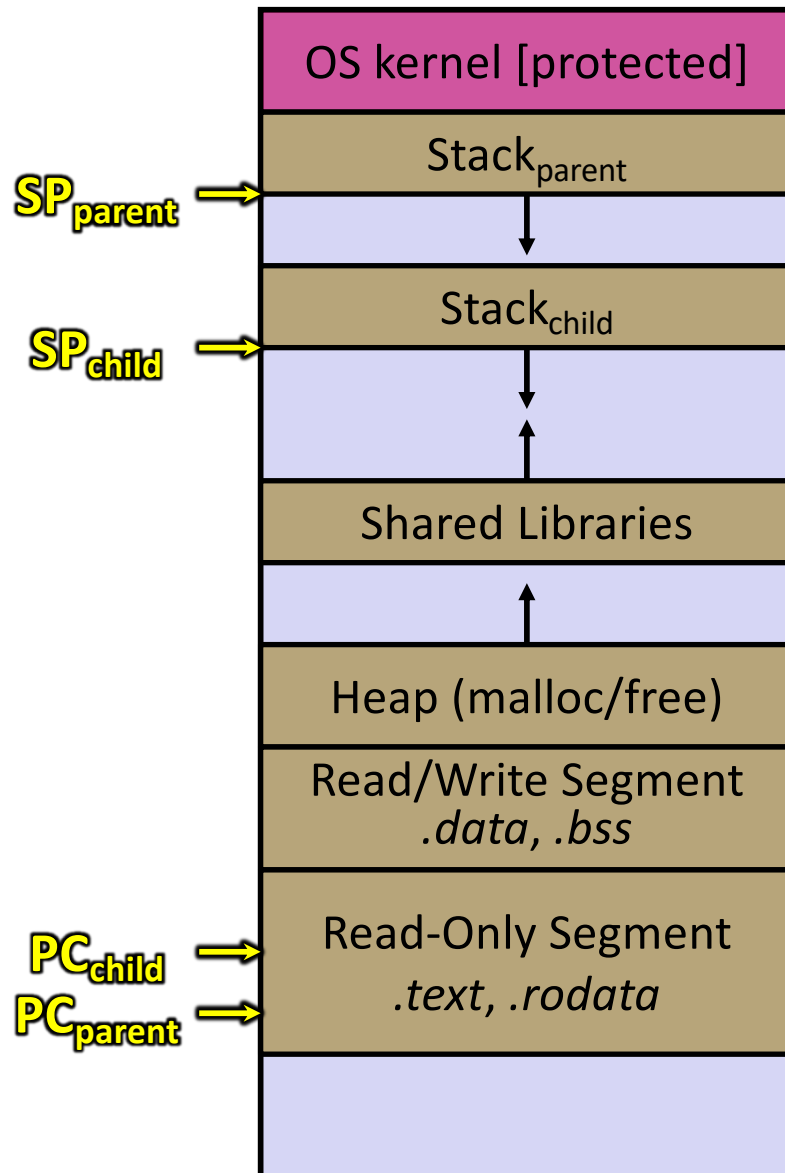 OS kernel [protected]
Stackparent
SPparent
Stackchild
SPchild
Shared Libraries
Heap (malloc/free)
Read/Write Segment
.data, .bss
Read-Only Segment
PCchild
.text, .rodata
PCparent